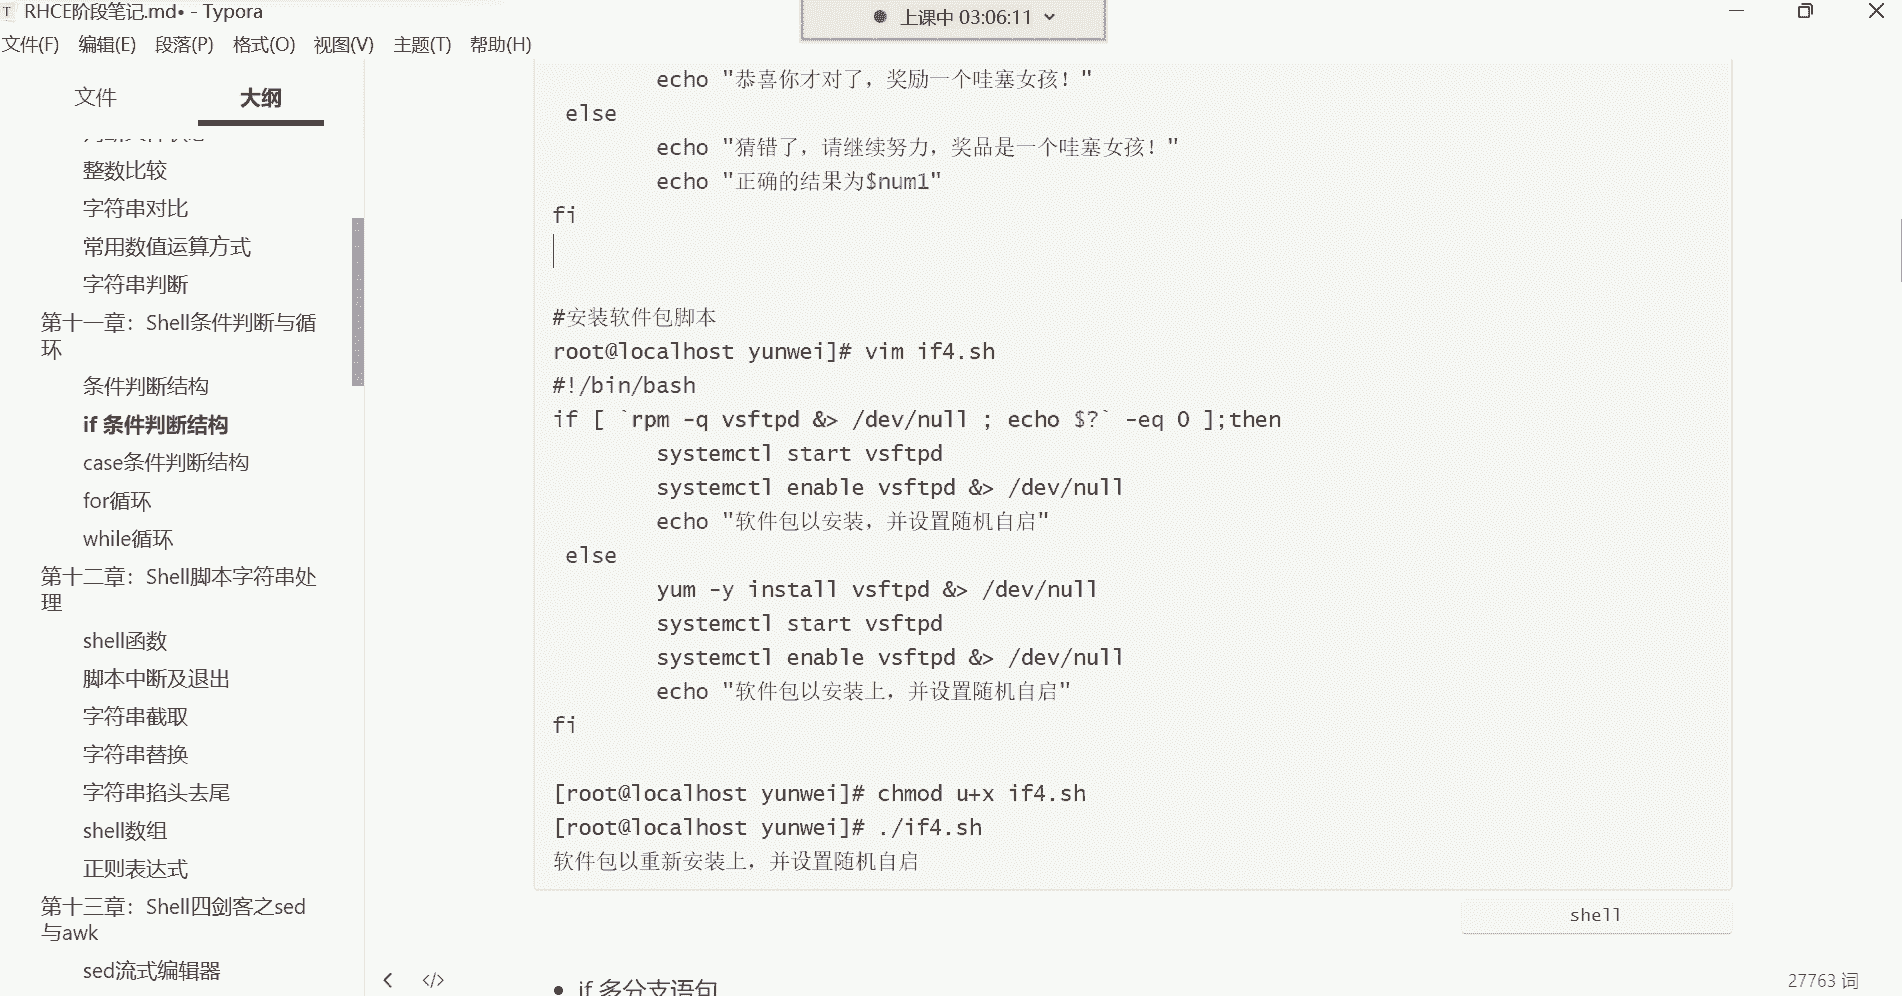 RHCE阶段笔记.md• - Typora
上课中 03:06:11
文件(F) 编辑(E) 段落(P) 格式(O) 视图(V) 主题(T) 帮助(H)
文件 大纲
整数比较
字符串对比
常用数值运算方式
字符串判断
第十一章：Shell条件判断与循
环
条件判断结构
if 条件判断结构
case条件判断结构
for循环
while循环
第十二章：Shell脚本字符串处
理
shell函数
脚本中断及退出
字符串截取
字符串替换
字符串掐头去尾
shell数组
正则表达式
第十三章：Shell四剑客之sed
与awk
sed流式编辑器
echo "恭喜你才对了，奖励一个哇塞女孩！"
else
echo "猜错了，请继续努力，奖品是一个哇塞女孩！"
echo "正确的结果为$num1"
fi
#安装软件包脚本
root@localhost yunwei]# vim if4.sh
#!/bin/bash
if [ `rpm -q vsftpd &> /dev/null ; echo $?` -eq 0 ];then
systemctl start vsftpd
systemctl enable vsftpd &> /dev/null
echo "软件包以安装，并设置随机自启"
else
yum -y install vsftpd &> /dev/null
systemctl start vsftpd
systemctl enable vsftpd &> /dev/null
echo "软件包以安装上，并设置随机自启"
fi
[root@localhost yunwei]# chmod u+x if4.sh
[root@localhost yunwei]# ./if4.sh
软件包以重新安装上，并设置随机自启
shell
• if 多分支语句
27763 词